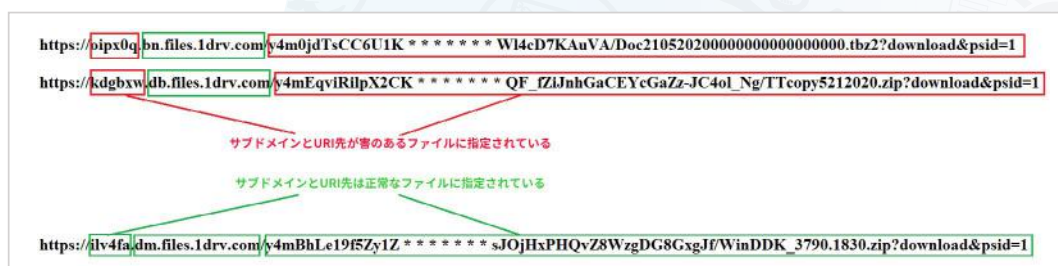 https://oipx0q.bn.files.1drv.com/y4m0jdTsCC6U1K * * * * * * * Wl4cD7KAuVA/Doc210520200000000000000000.tbz2?download&psid=1
https://kdgbxw.db.files.1drv.com/y4mEqviRilpX2CK * * * * * * * QF_fZiJnhGaCEYcGaZz-JC4ol_Ng/TTcopy5212020.zip?download&psid=1
サブドメインとURI先が害のあるファイルに指定されている
サブドメインとURI先は正常なファイルに指定されている
https://ilv4fa.dm.files.1drv.com/y4mBhLe19f5Zy1Z * * * * * * * sJOjHxPHQvZ8WzgDG8GxgJf/WinDDK_3790.1830.zip?download&psid=1